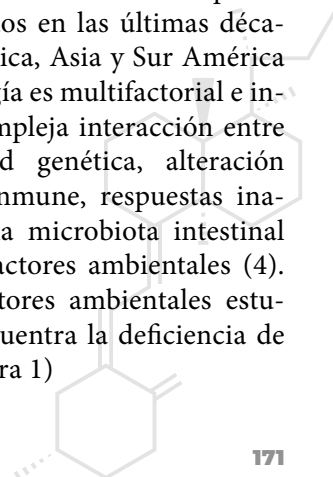 os en las últimas déca-
ica, Asia y Sur América
gía es multifactorial e in-
mpleja interacción entre
d genética, alteración
nmune, respuestas ina-
a microbiota intestinal
actores ambientales (4).
tores ambientales estu-
uentra la deficiencia de
ra 1)
171